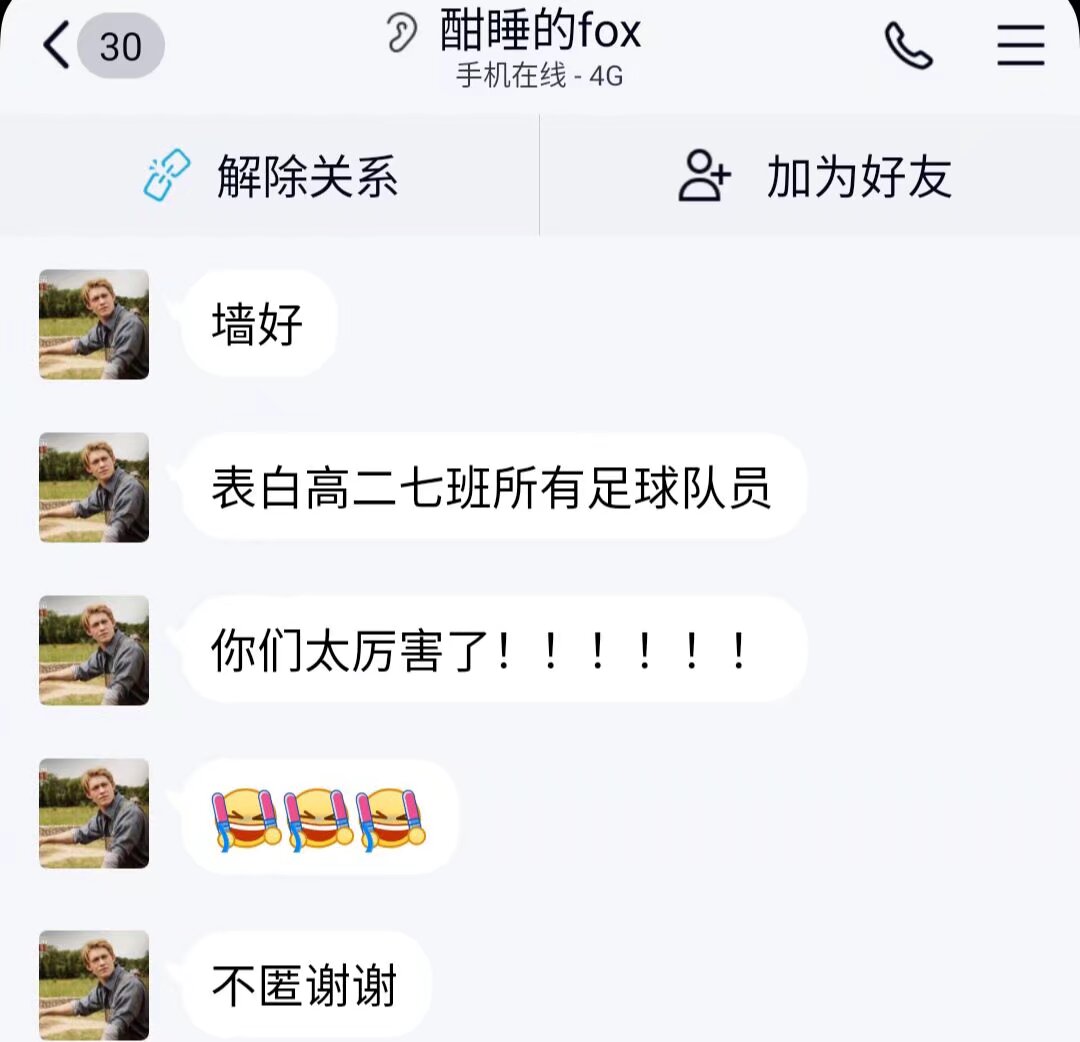 30
酣睡的fox
手机在线 - 4G
解除关系
加为好友
墙好
表白高二七班所有足球队员
你们太厉害了！！！！！！
不匿谢谢